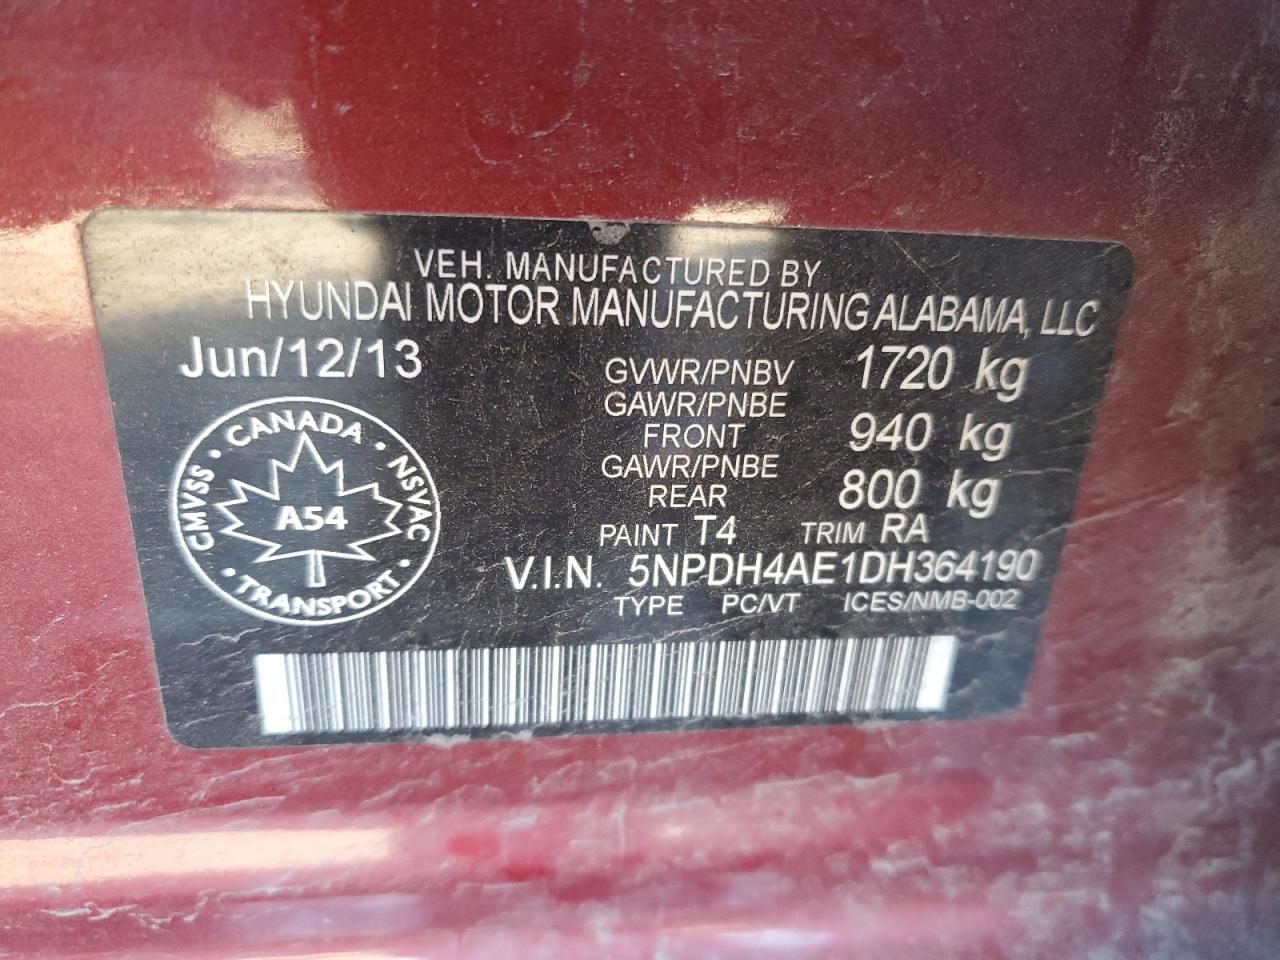 VEH. MANUFACTURED BY
HYUNDAI MOTOR MANUFACTURING ALABAMA, LLC
Jun/12/13
GVWR/PNBV 1720 kg
GAWR/PNBE
FRONT 940 kg
GAWR/PNBE
REAR 800 kg
PAINT T4 TRIM RA
V.I.N. 5NPDH4AE1DH364190
TYPE PC/VT ICES/NMB-002
CMVSS • CANADA • NSVAC • TRANSPORT •
A54